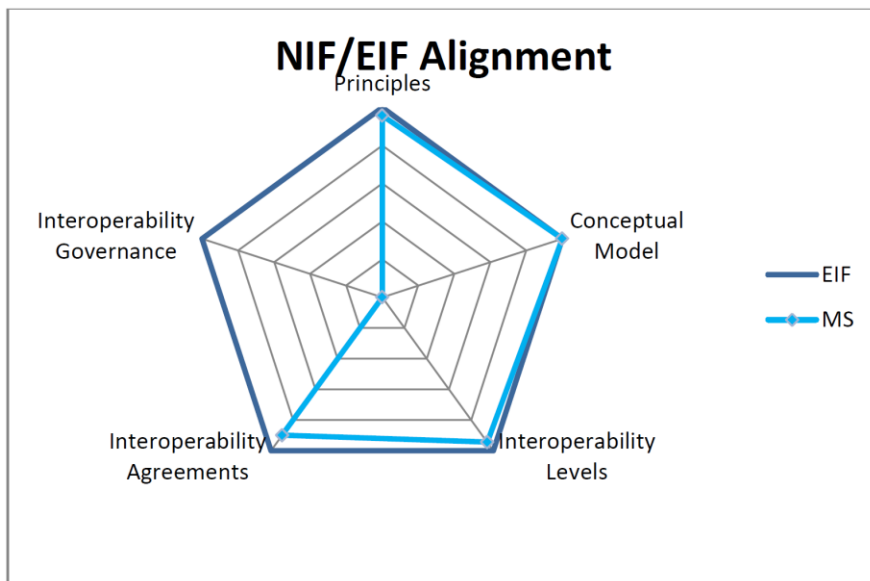 NIF/EIF Alignment
Principles
Interoperability
Governance
Conceptual
Model
EIF
MS
Interoperability
Agreements
Interoperability
Levels